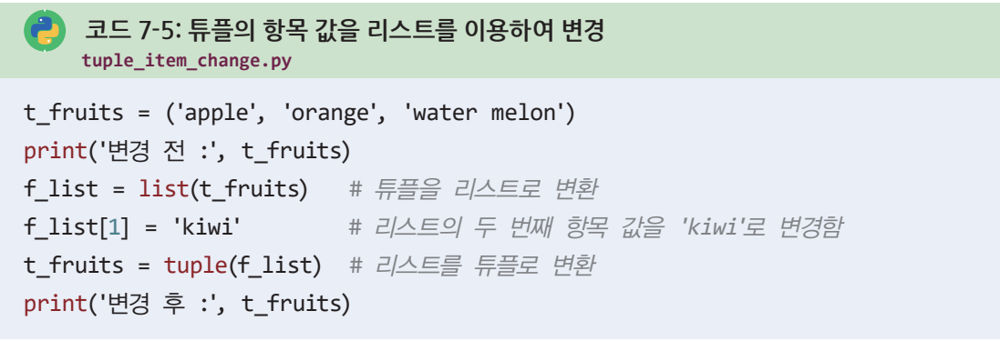 코드 7-5: 튜플의 항목 값을 리스트를 이용하여 변경
tuple_item_change.py
t_fruits = ('apple', 'orange', 'water melon')
print('변경 전 :', t_fruits)
f_list = list(t_fruits)   # 튜플을 리스트로 변환
f_list[1] = 'kiwi'        # 리스트의 두 번째 항목 값을 'kiwi'로 변경함
t_fruits = tuple(f_list)  # 리스트를 튜플로 변환
print('변경 후 :', t_fruits)